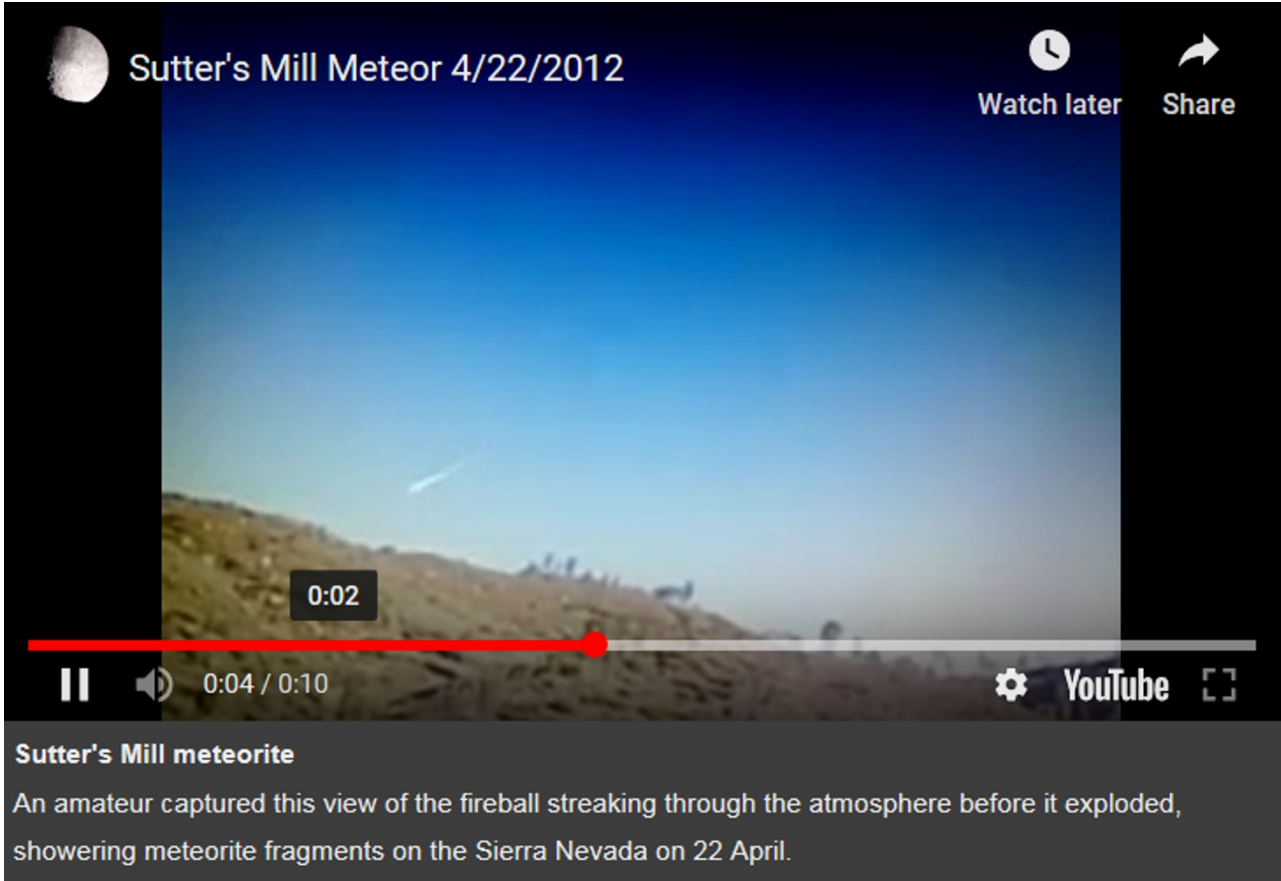 Sutter's Mill Meteor 4/22/2012
Watch later
Share
0:02
0:04 / 0:10
YouTube
Sutter's Mill meteorite
An amateur captured this view of the fireball streaking through the atmosphere before it exploded,
showering meteorite fragments on the Sierra Nevada on 22 April.